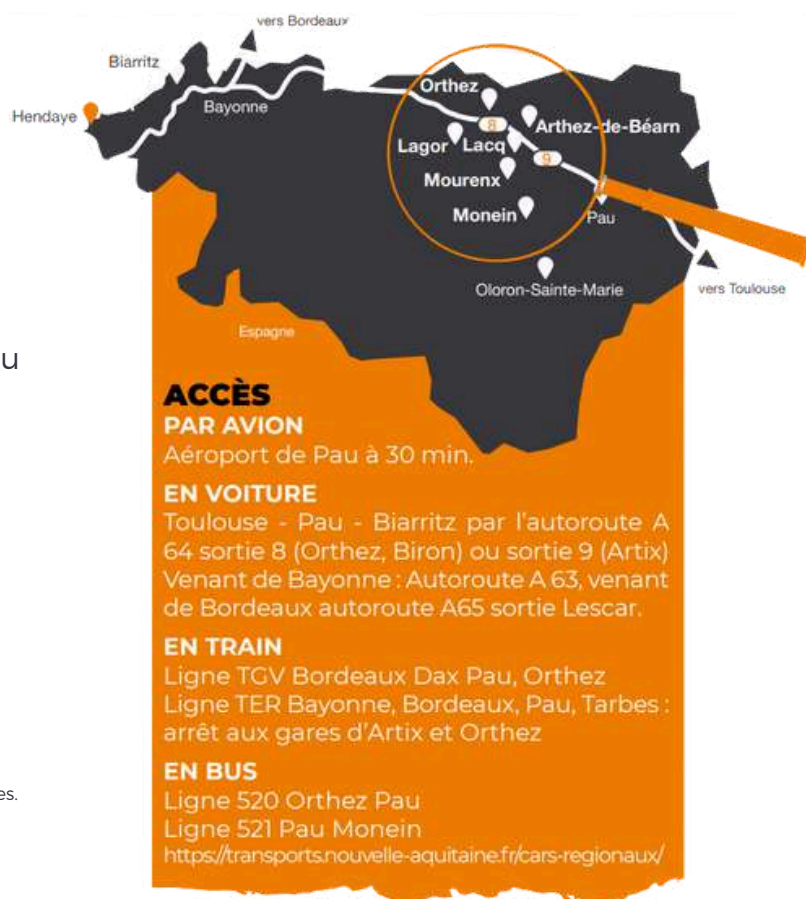 vers Bordeaux
Biarritz
Hendaye
Bayonne
Orthez
8
Arthez-de-Béarn
Lagor
Lacq
9
Mourenx
Monein
Pau
Oloron-Sainte-Marie
vers Toulouse
Espagne
u
ACCÈS
PAR AVION
Aéroport de Pau à 30 min.
EN VOITURE
Toulouse - Pau - Biarritz par l'autoroute A
64 sortie 8 (Orthez, Biron) ou sortie 9 (Artix)
Venant de Bayonne : Autoroute A 63, venant
de Bordeaux autoroute A65 sortie Lescar.
EN TRAIN
Ligne TGV Bordeaux Dax Pau, Orthez
Ligne TER Bayonne, Bordeaux, Pau, Tarbes :
arrêt aux gares d'Artix et Orthez
es.
EN BUS
Ligne 520 Orthez Pau
Ligne 521 Pau Monein
https://transports.nouvelle-aquitaine.fr/cars-regionaux/